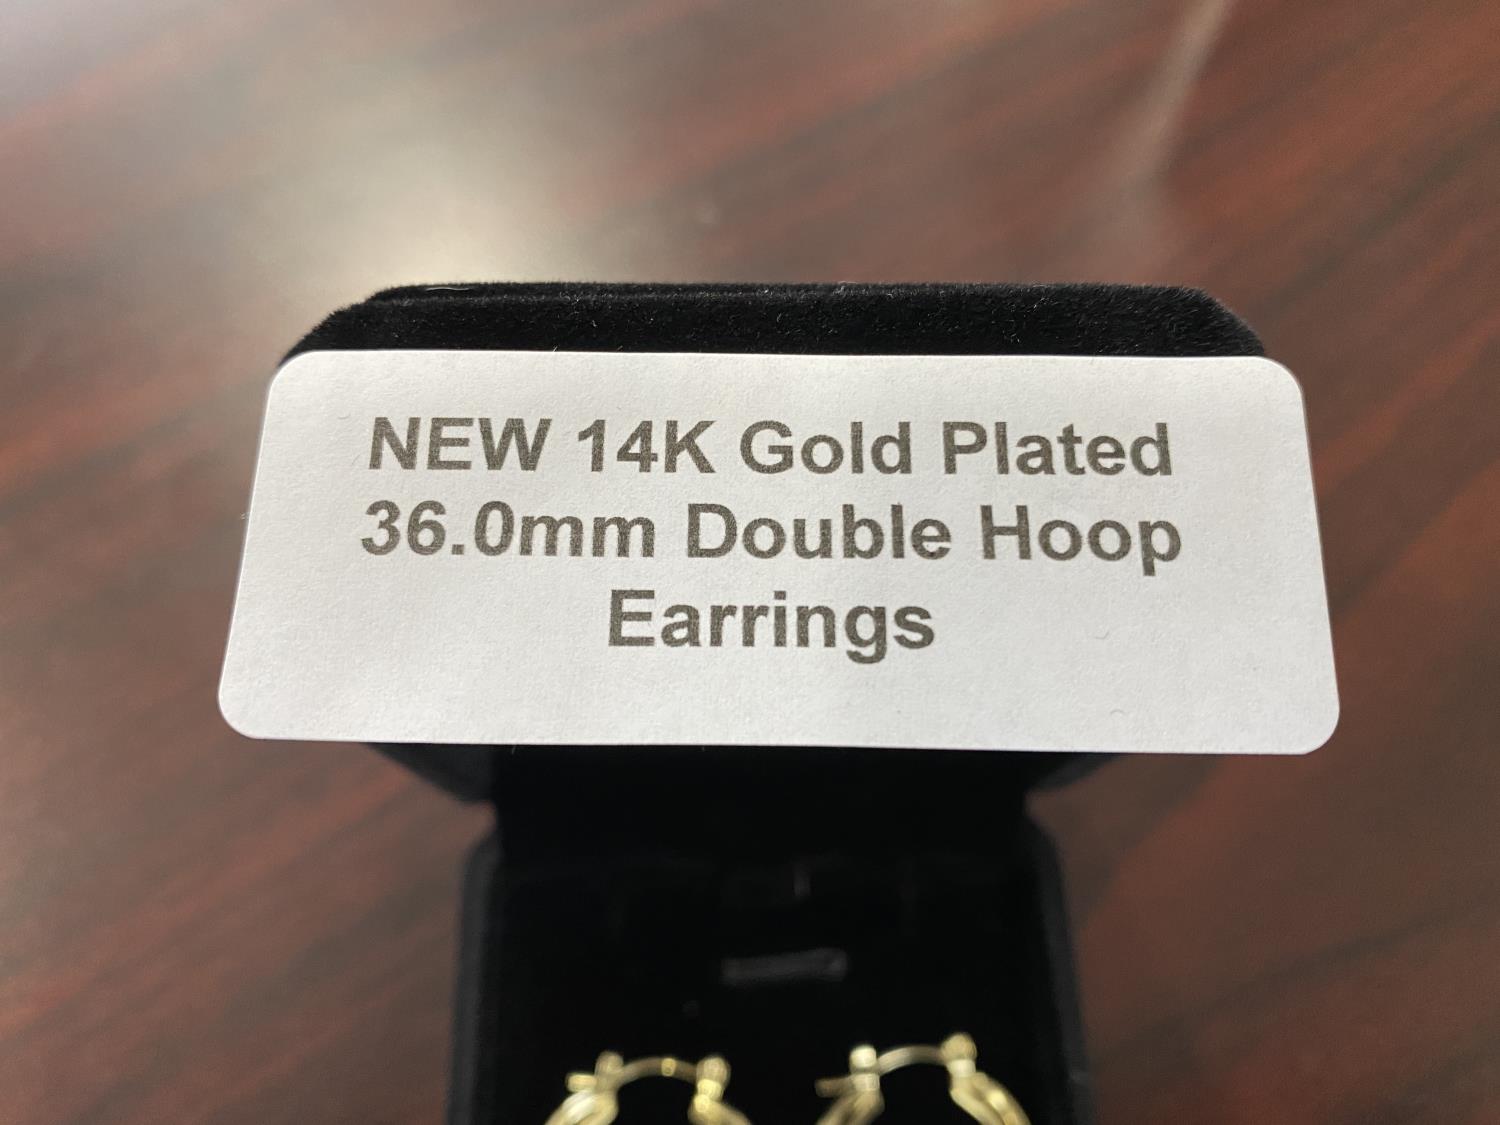 NEW 14K Gold Plated
36.0mm Double Hoop
Earrings